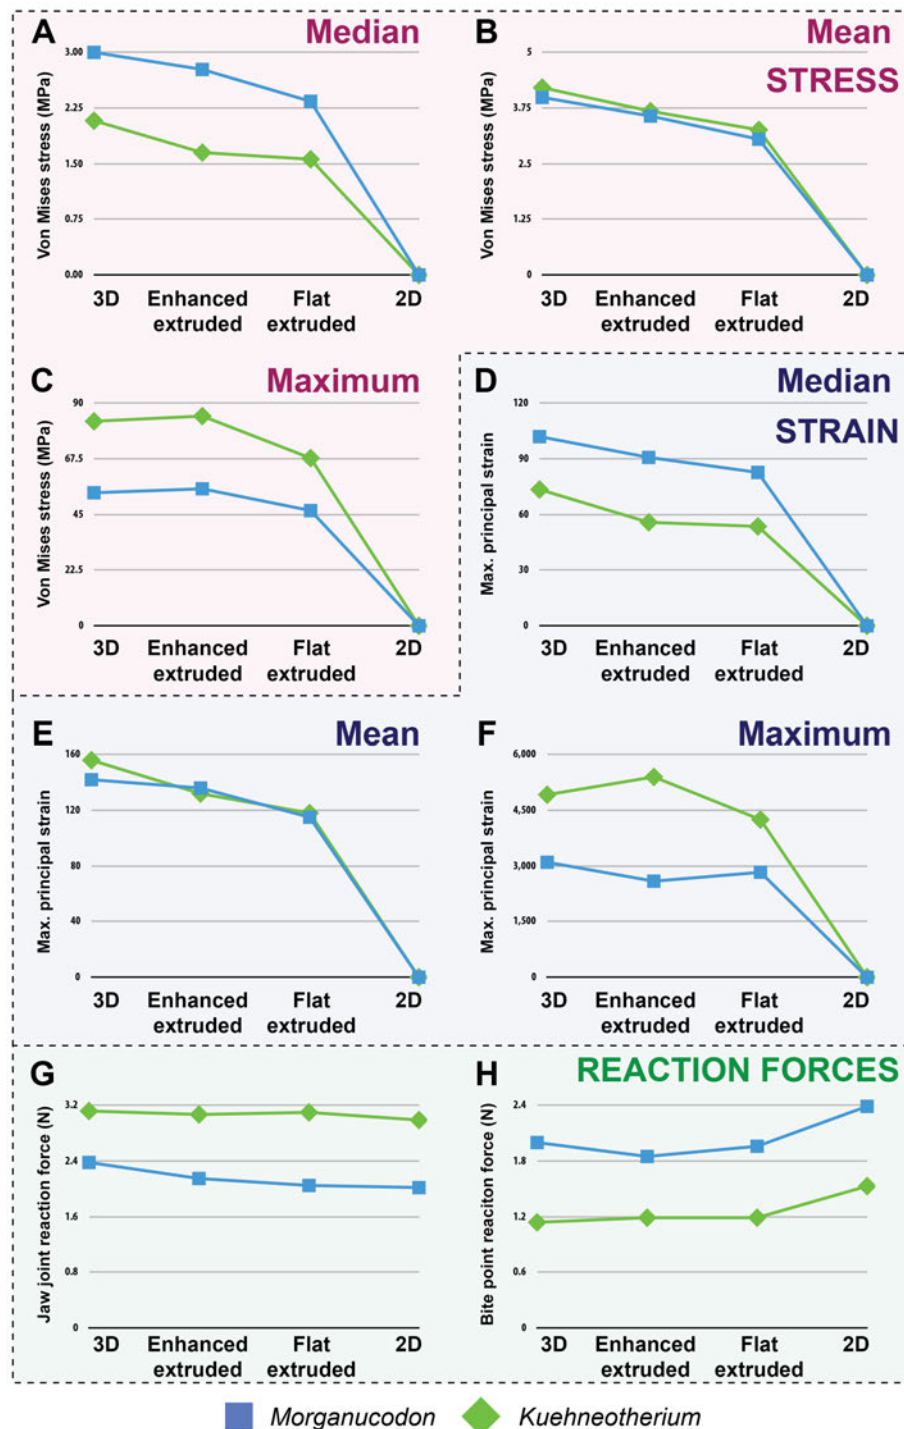 A Median
Von Mises stress (MPa)
3.00
2.25
1.50
0.75
0.00
3D Enhanced extruded Flat extruded 2D
B Mean
STRESS
Von Mises stress (MPa)
5
3.75
2.5
1.25
0
3D Enhanced extruded Flat extruded 2D
C Maximum
Von Mises stress (MPa)
90
67.5
45
22.5
0
3D Enhanced extruded Flat extruded 2D
D Median
STRAIN
Max. principal strain
120
90
60
30
0
3D Enhanced extruded Flat extruded 2D
E Mean
Max. principal strain
160
120
80
40
0
3D Enhanced extruded Flat extruded 2D
F Maximum
Max. principal strain
6,000
4,500
3,000
1,500
0
3D Enhanced extruded Flat extruded 2D
G
Jaw joint reaction force (N)
3.2
2.4
1.6
0.8
0
3D Enhanced extruded Flat extruded 2D
H REACTION FORCES
Bite point reaciton force (N)
2.4
1.8
1.2
0.6
0
3D Enhanced extruded Flat extruded 2D
Morganucodon Kuehneotherium